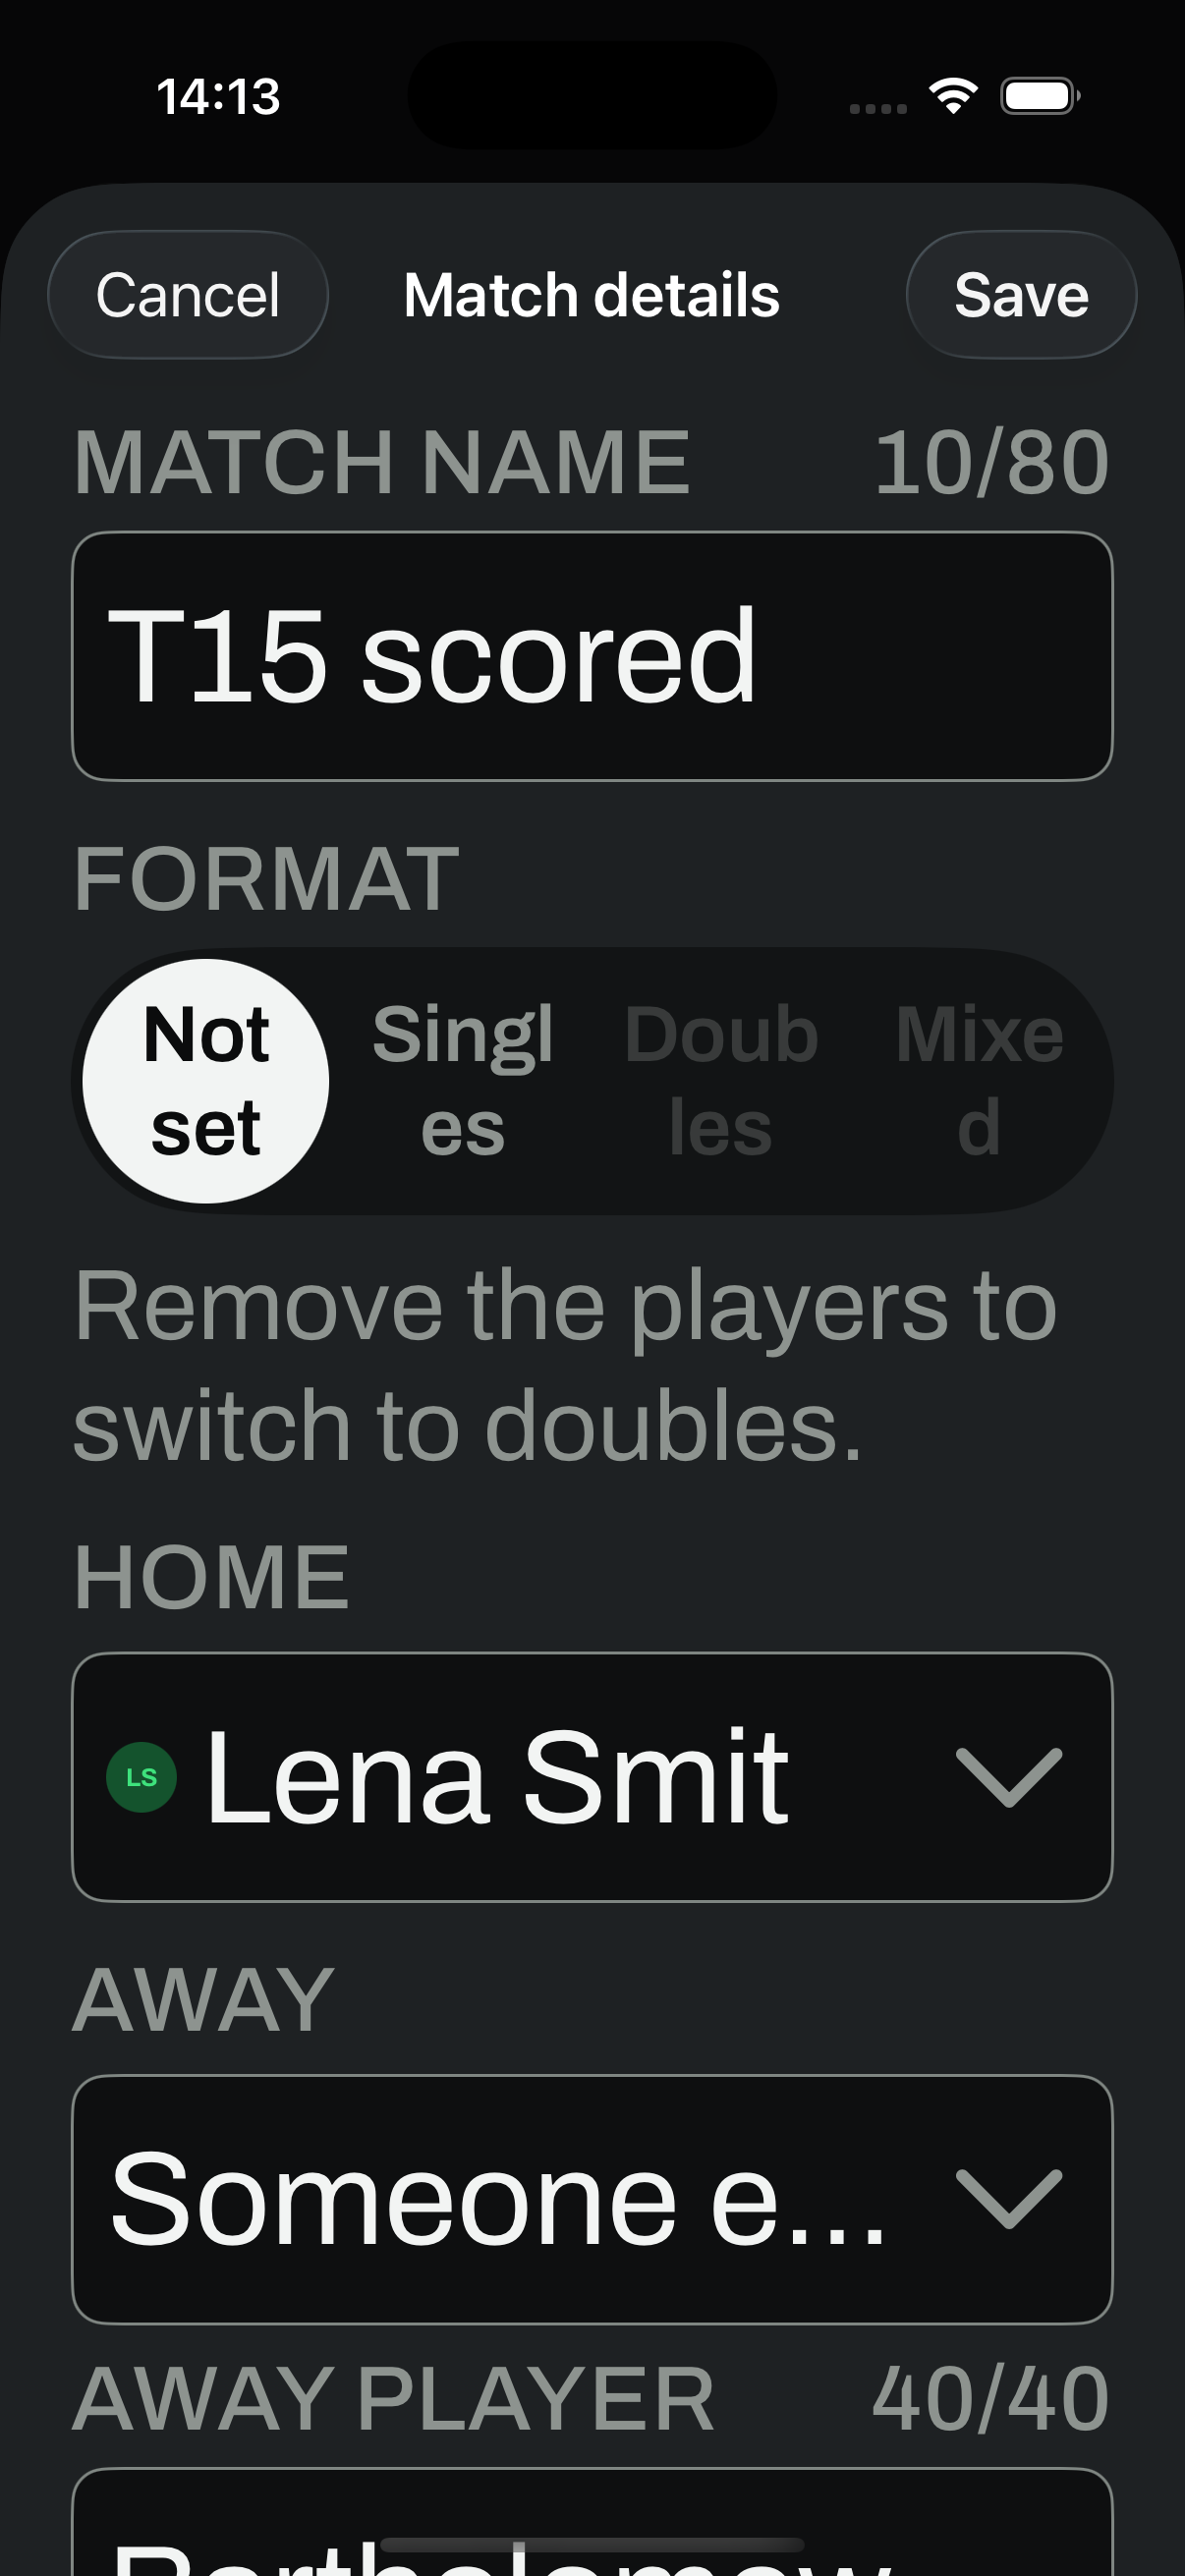 14:13
Cancel Match details Save
MATCH NAME 10/80
T15 scored
FORMAT
Not Singl Doub Mixe
set es les d
Remove the players to
switch to doubles.
HOME
LS Lena Smit
AWAY
Someone e...
AWAY PLAYER 40/40